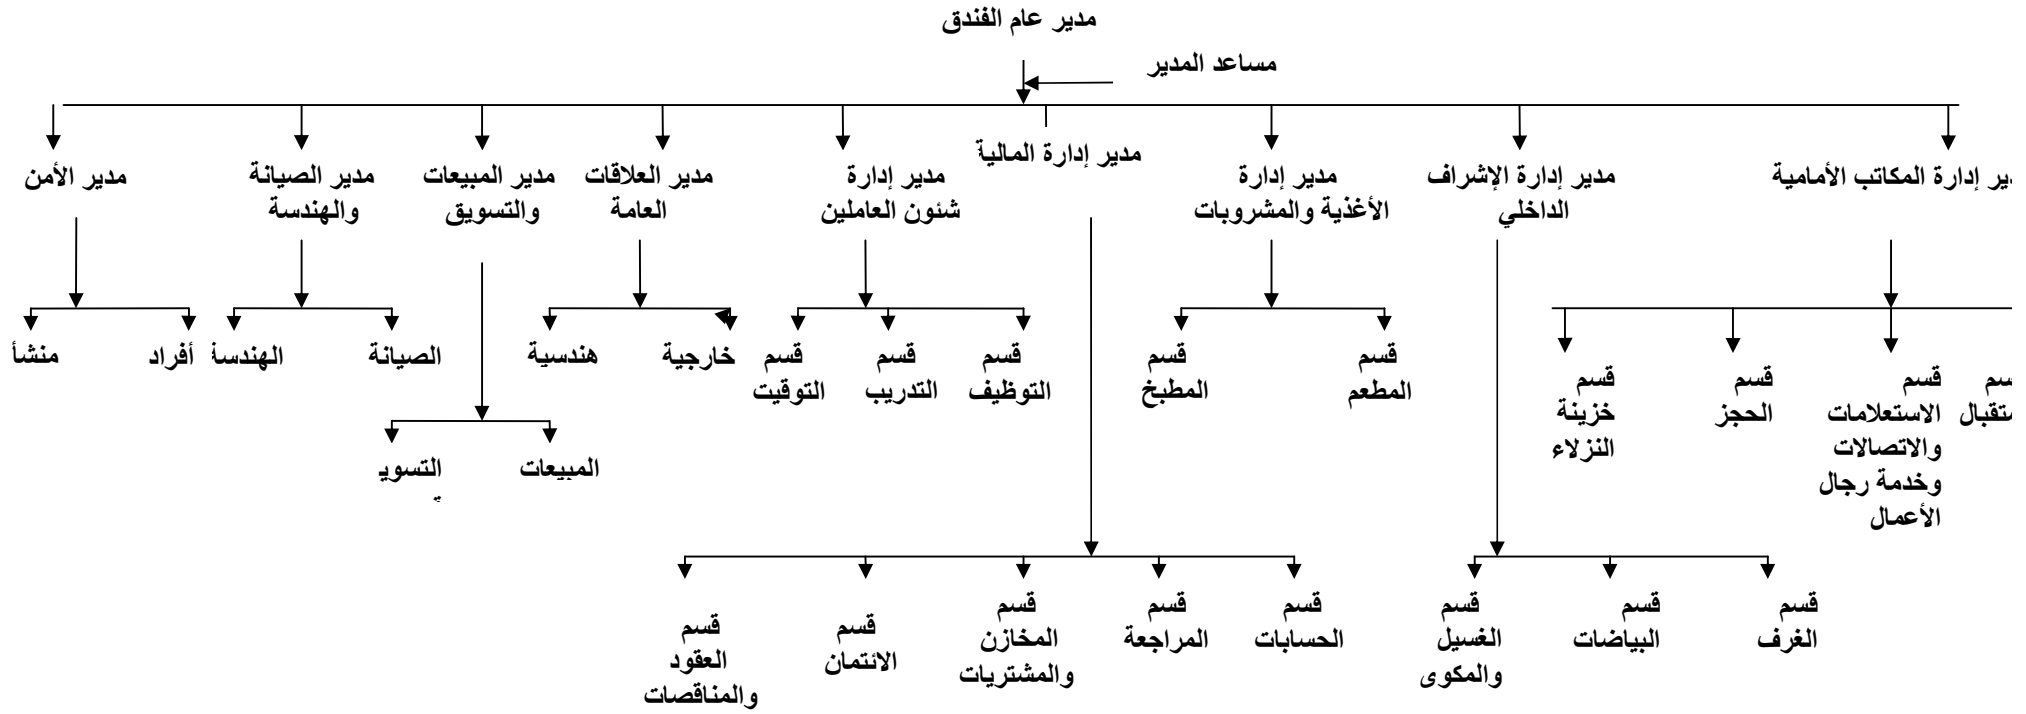 مدير عام الفندق
مساعد المدير
إدارة المكاتب الأمامية
مدير إدارة الإشراف
الداخلي
مدير إدارة
الأغذية والمشروبات
مدير إدارة المالية
مدير إدارة
شئون العاملين
مدير العلاقات
العامة
مدير المبيعات
والتسويق
مدير الصيانة
والهندسة
مدير الأمن
قسم
الاستعلامات
والاتصالات
وخدمة رجال
الأعمال
قسم
الحجز
قسم
خزينة
النزلاء
قسم
المطعم
قسم
المطبخ
قسم
التوظيف
قسم
التدريب
قسم
التوقيت
خارجية
هندسية
الصيانة
أفراد
المبيعات
قسم
الغرف
قسم
البياضات
قسم
الغسيل
والمكوى
قسم
الحسابات
قسم
المراجعة
قسم
المخازن
والمشتريات
قسم
الائتمان
قسم
العقود
والمناقصات